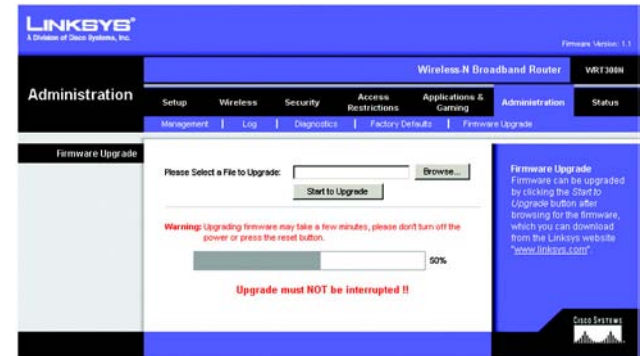 LINKSYS®
A Division of Cisco Systems, Inc.
Firmware Version: 1.1
Wireless-N Broadband Router
WRT300N
Administration
Setup
Wireless
Security
Access Restrictions
Applications & Gaming
Administration
Status
Management | Log | Diagnostics | Factory Defaults | Firmware Upgrade
Firmware Upgrade
Please Select a File to Upgrade:
Browse...
Start to Upgrade
Warning: Upgrading firmware may take a few minutes, please don't turn off the
power or press the reset button.
50%
Upgrade must NOT be interrupted !!
Firmware Upgrade
Firmware can be upgraded
by clicking the Start to
Upgrade button after
browsing for the firmware,
which you can download
from the Linksys website
"www.linksys.com".
CISCO SYSTEMS